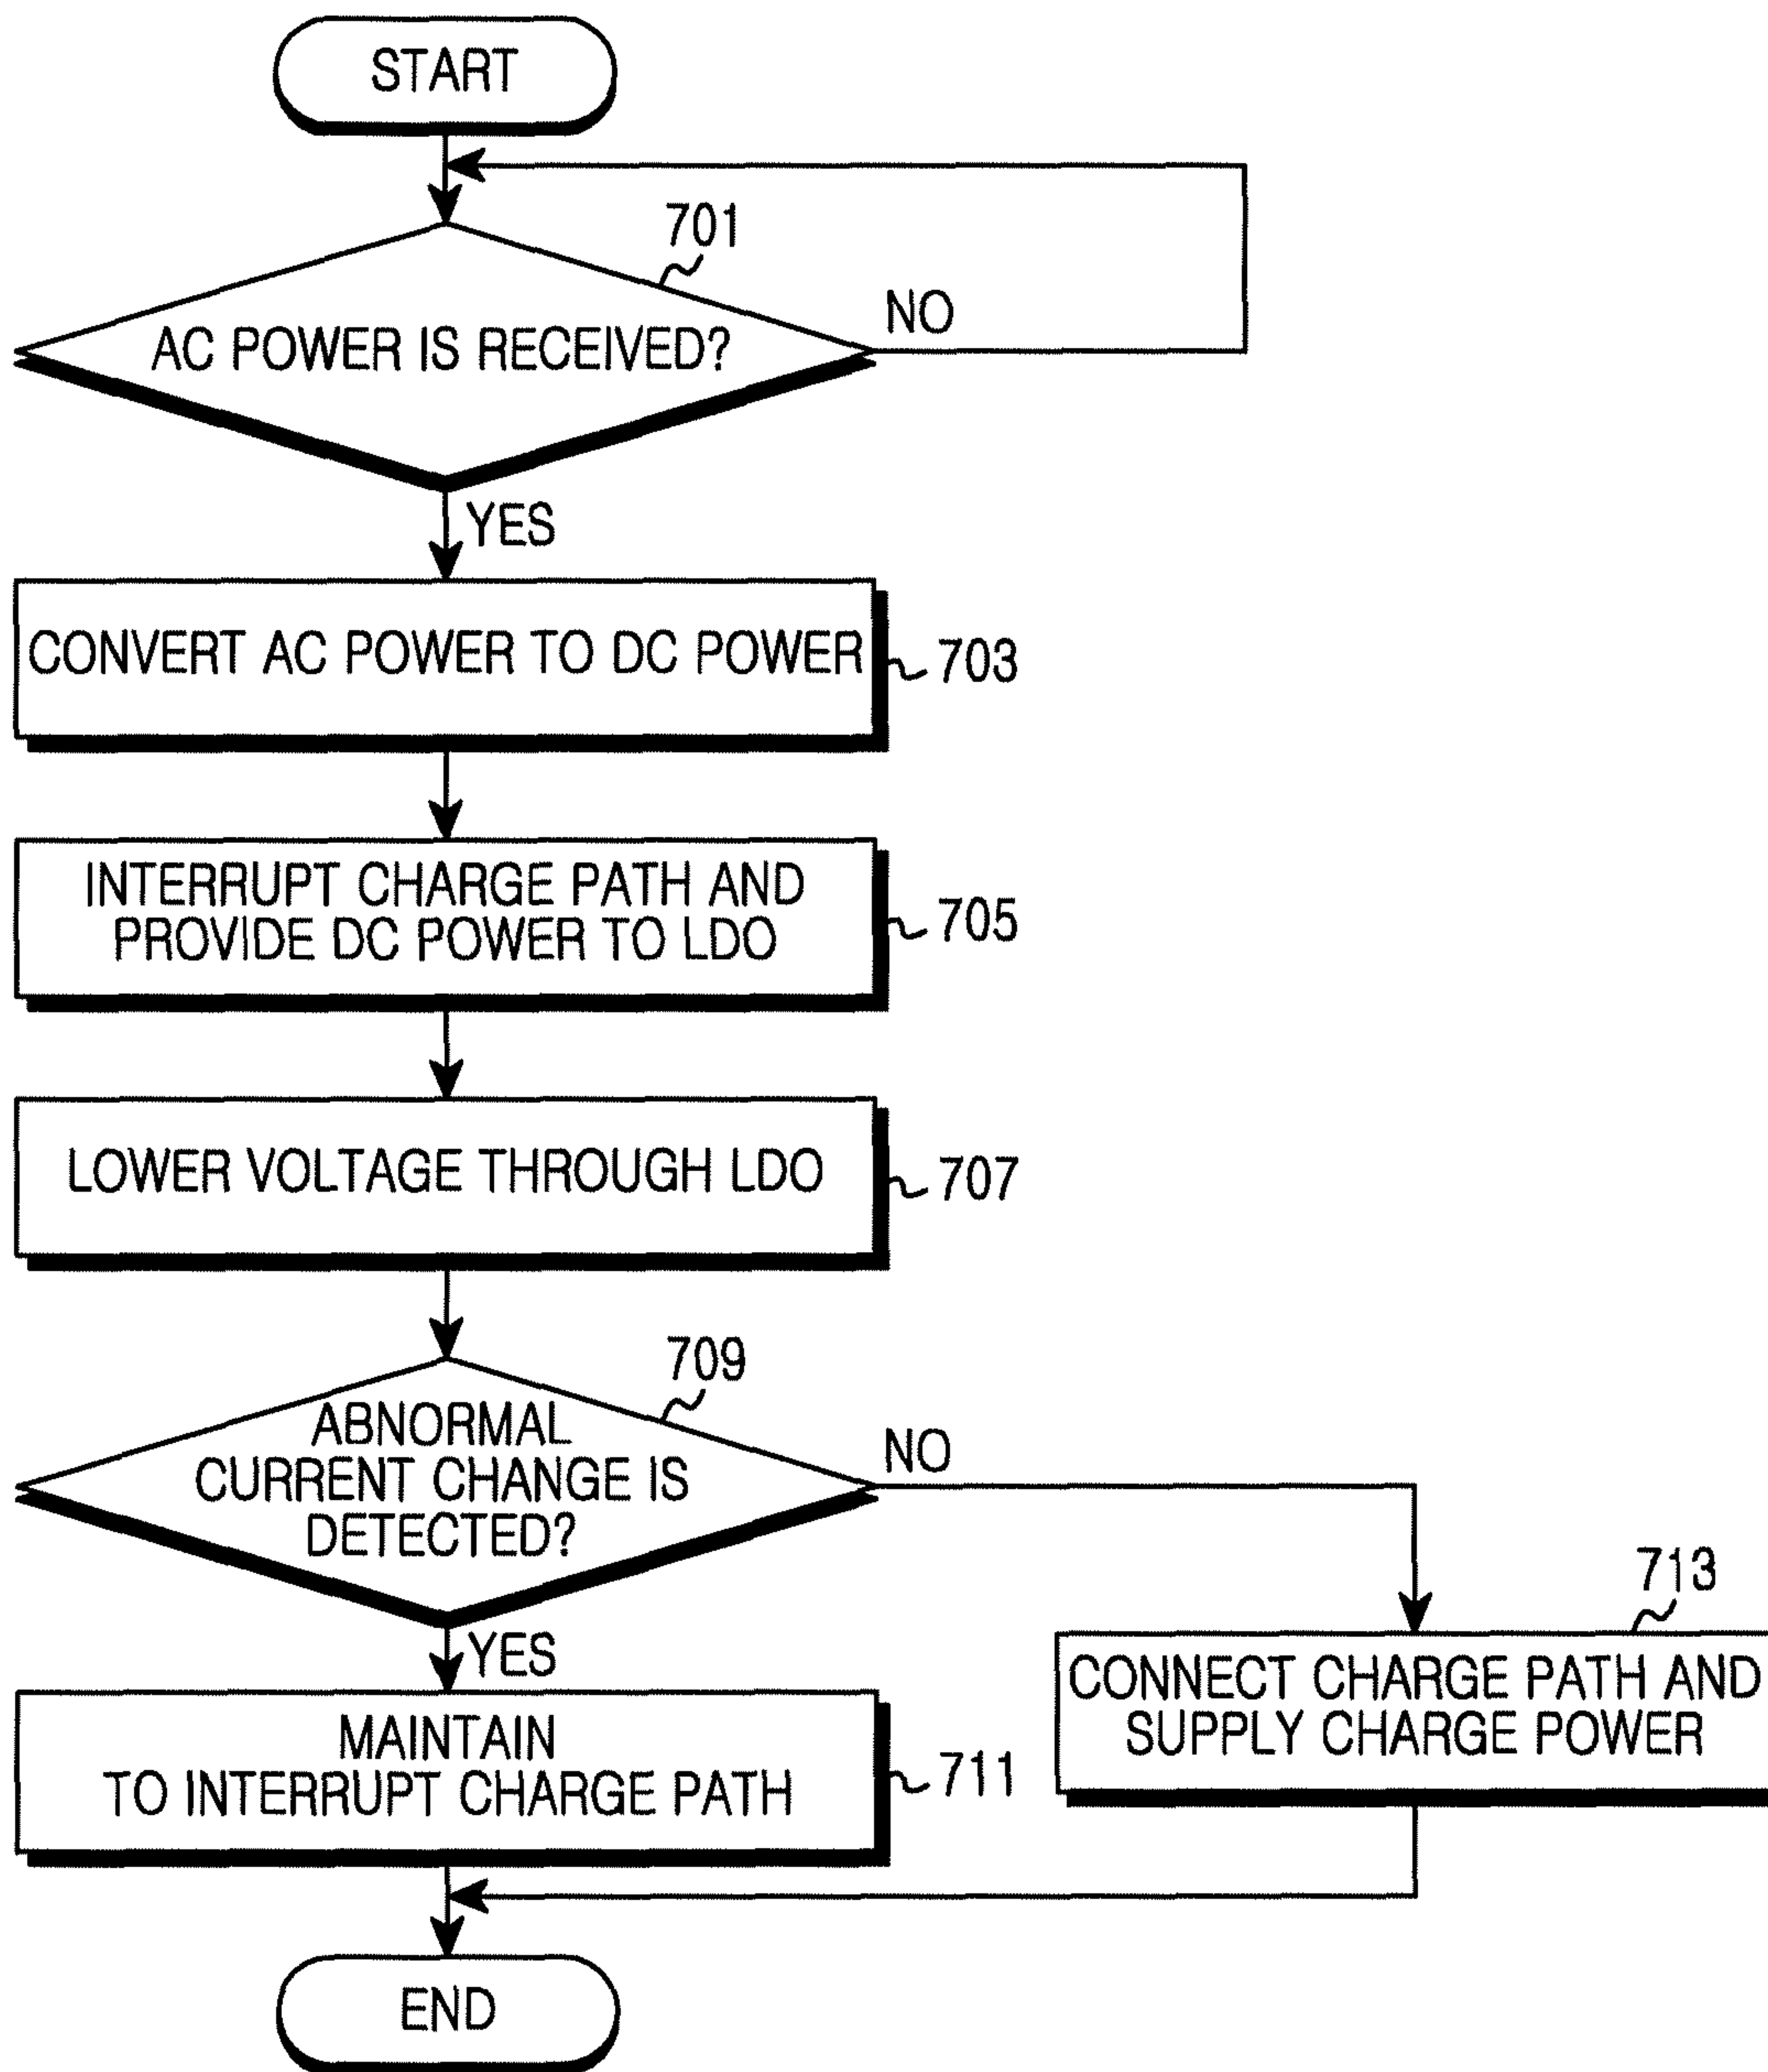 START
701
AC POWER IS RECEIVED?
NO
YES
CONVERT AC POWER TO DC POWER
703
INTERRUPT CHARGE PATH AND
PROVIDE DC POWER TO LDO
705
LOWER VOLTAGE THROUGH LDO
707
709
ABNORMAL
CURRENT CHANGE IS
DETECTED?
NO
YES
713
CONNECT CHARGE PATH AND
SUPPLY CHARGE POWER
MAINTAIN
TO INTERRUPT CHARGE PATH
711
END